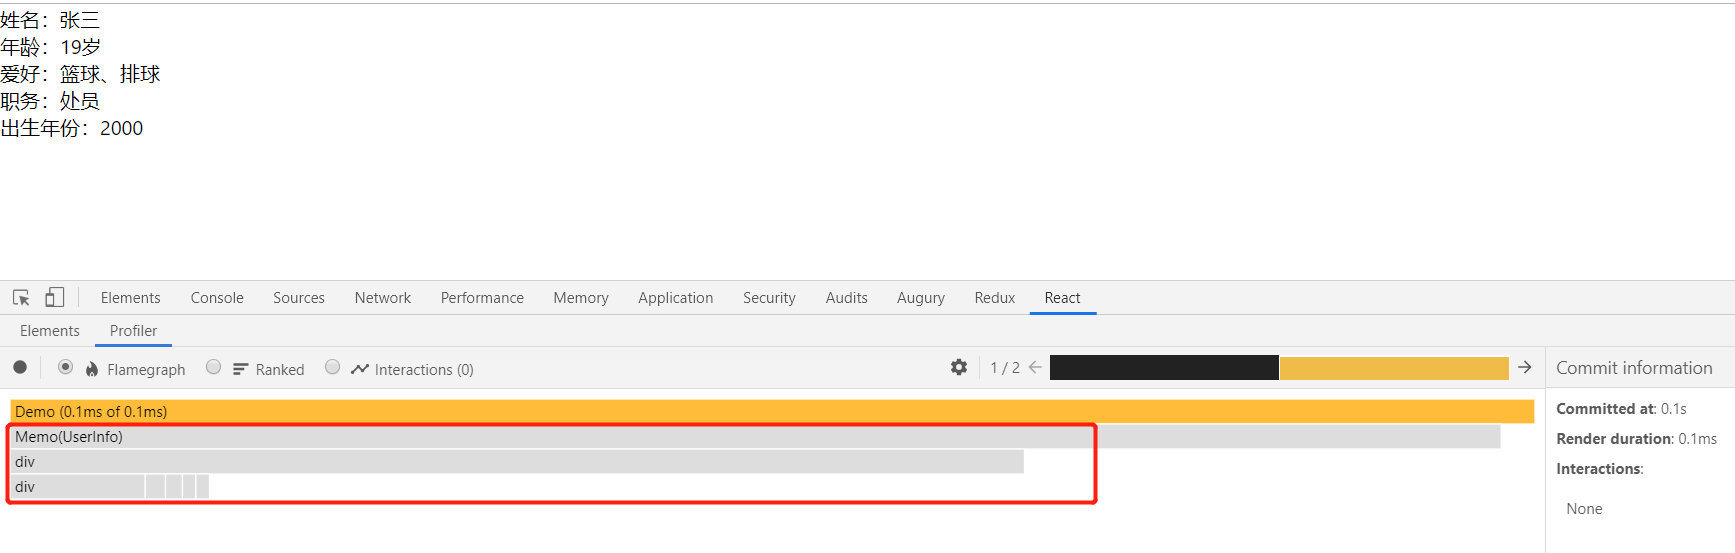 姓名：张三
年龄：19岁
爱好：篮球、排球
职务：处员
出生年份：2000
Elements Console Sources Network Performance Memory Application Security Audits Augury Redux React
Elements Profiler
Flamegraph Ranked Interactions (0) 1 / 2 Commit information
Demo (0.1ms of 0.1ms) Committed at: 0.1s
Memo(UserInfo) Render duration: 0.1ms
div Interactions:
div
None